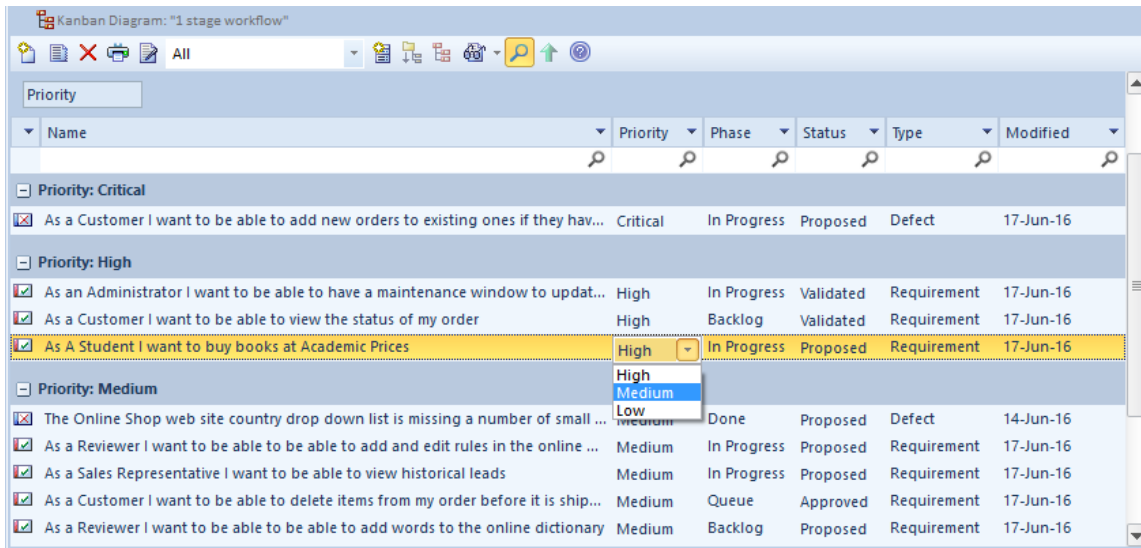 Kanban Diagram: "1 stage workflow"
All
Priority
Name Priority Phase Status Type Modified
Priority: Critical
As a Customer I want to be able to add new orders to existing ones if they hav... Critical In Progress Proposed Defect 17-Jun-16
Priority: High
As an Administrator I want to be able to have a maintenance window to updat... High In Progress Validated Requirement 17-Jun-16
As a Customer I want to be able to view the status of my order High Backlog Validated Requirement 17-Jun-16
As A Student I want to buy books at Academic Prices High In Progress Proposed Requirement 17-Jun-16
High
Priority: Medium
Medium
Low
The Online Shop web site country drop down list is missing a number of small ... Medium Done Proposed Defect 14-Jun-16
As a Reviewer I want to be able to be able to add and edit rules in the online ... Medium In Progress Proposed Requirement 17-Jun-16
As a Sales Representative I want to be able to view historical leads Medium In Progress Proposed Requirement 17-Jun-16
As a Customer I want to be able to delete items from my order before it is ship... Medium Queue Approved Requirement 17-Jun-16
As a Reviewer I want to be able to be able to add words to the online dictionary Medium Backlog Proposed Requirement 17-Jun-16